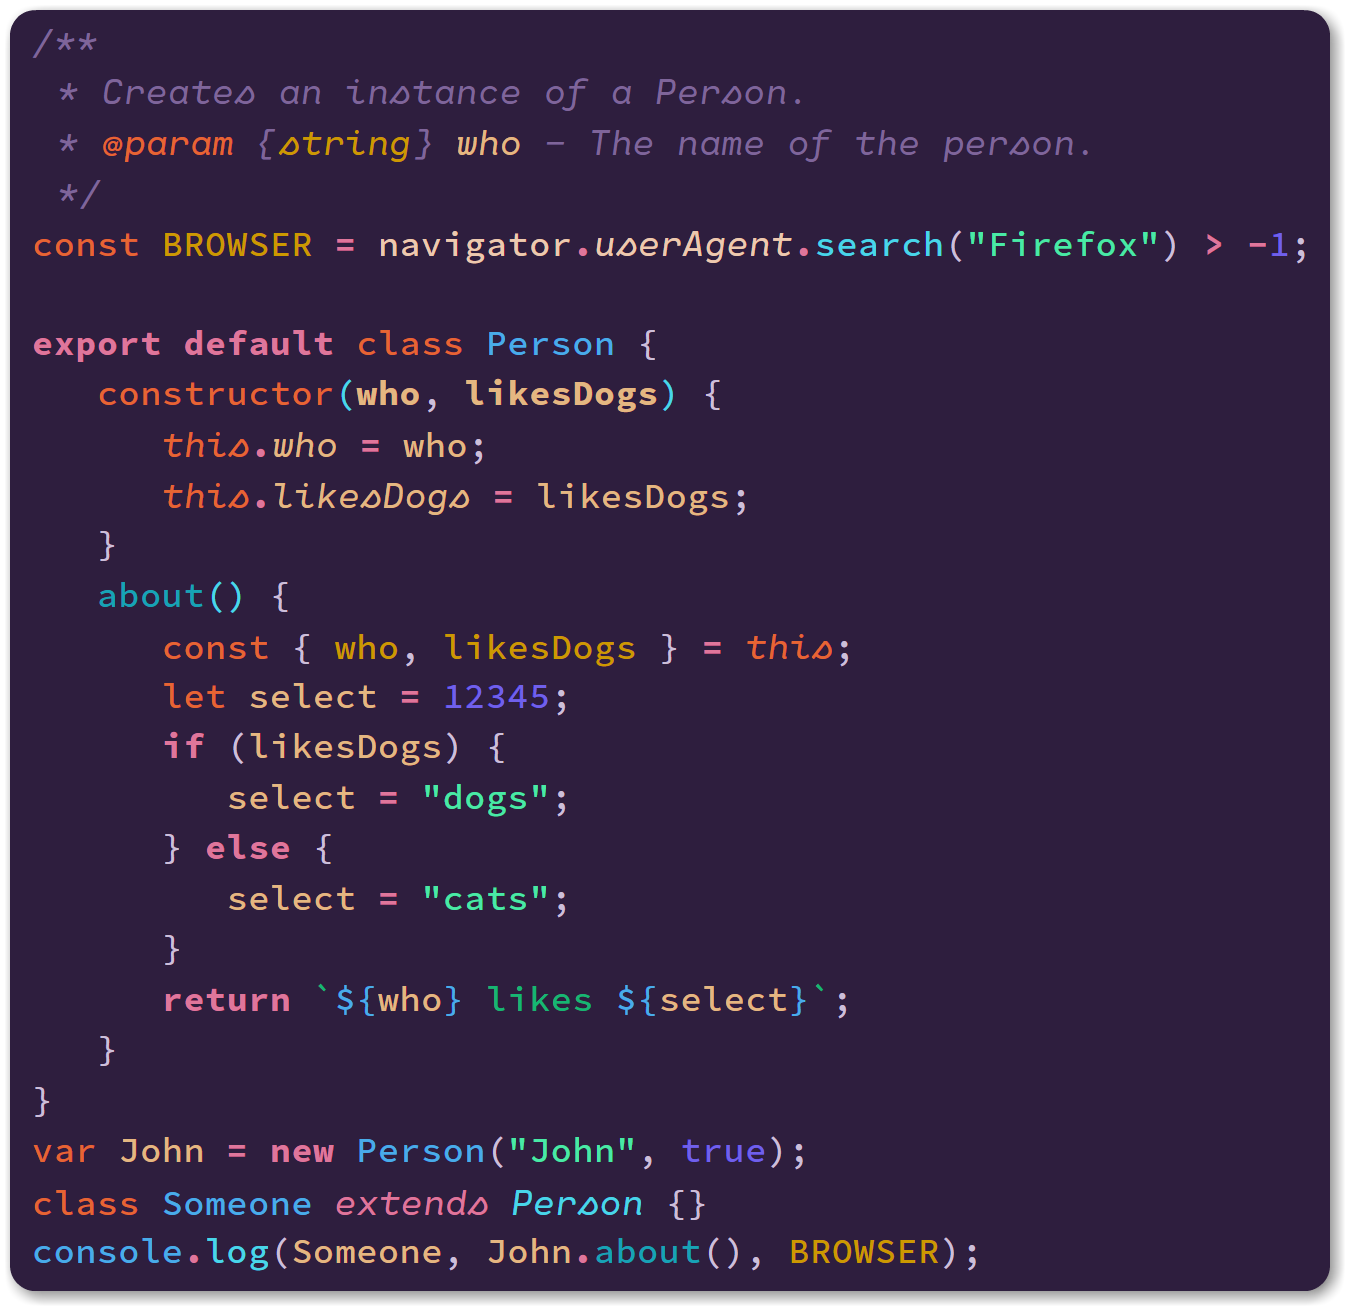 /**
 * Creates an instance of a Person.
 * @param {string} who - The name of the person.
 */
const BROWSER = navigator.userAgent.search("Firefox") > -1;

export default class Person {
   constructor(who, likesDogs) {
      this.who = who;
      this.likesDogs = likesDogs;
   }
   about() {
      const { who, likesDogs } = this;
      let select = 12345;
      if (likesDogs) {
         select = "dogs";
      } else {
         select = "cats";
      }
      return `${who} likes ${select}`;
   }
}
var John = new Person("John", true);
class Someone extends Person {}
console.log(Someone, John.about(), BROWSER);